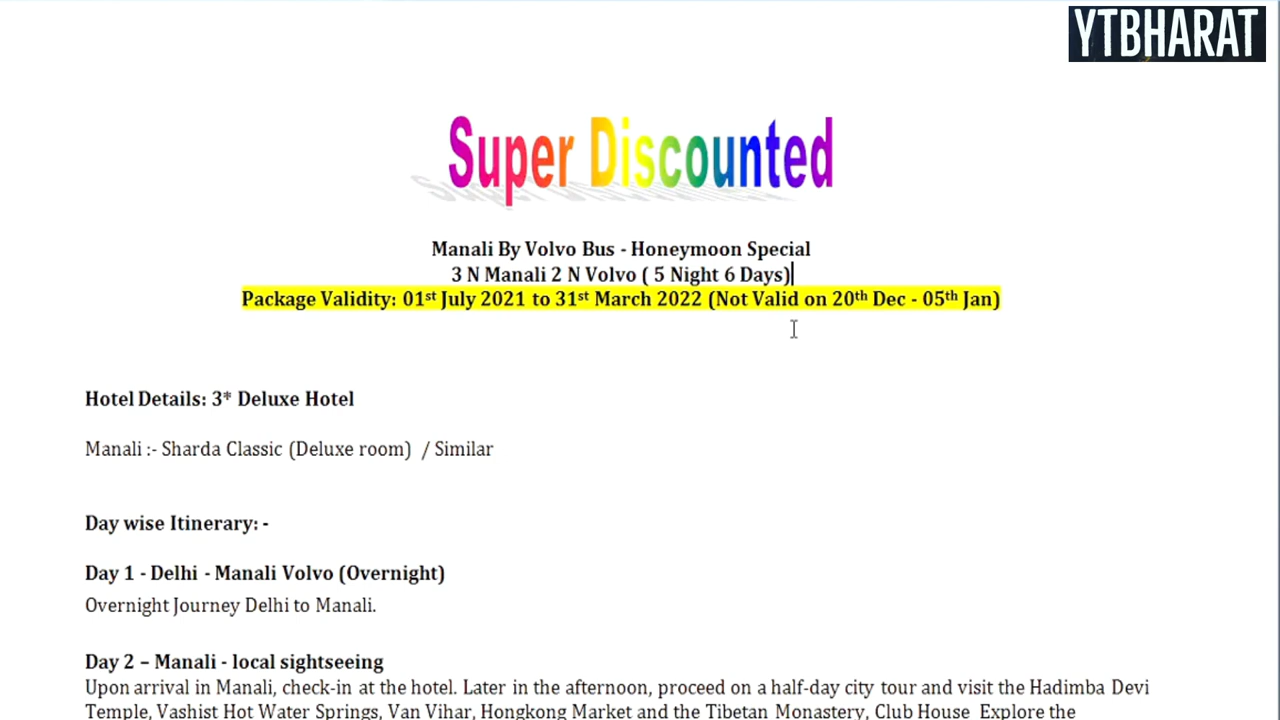 YTBHARAT
Super Discounted
Manali By Volvo Bus - Honeymoon Special
3 N Manali 2 N Volvo ( 5 Night 6 Days)
Package Validity: 01st July 2021 to 31st March 2022 (Not Valid on 20th Dec - 05th Jan)
Hotel Details: 3* Deluxe Hotel
Manali :- Sharda Classic (Deluxe room) / Similar
Day wise Itinerary: -
Day 1 - Delhi - Manali Volvo (Overnight)
Overnight Journey Delhi to Manali.
Day 2 – Manali - local sightseeing
Upon arrival in Manali, check-in at the hotel. Later in the afternoon, proceed on a half-day city tour and visit the Hadimba Devi
Temple, Vashist Hot Water Springs, Van Vihar, Hongkong Market and the Tibetan Monastery, Club House Explore the